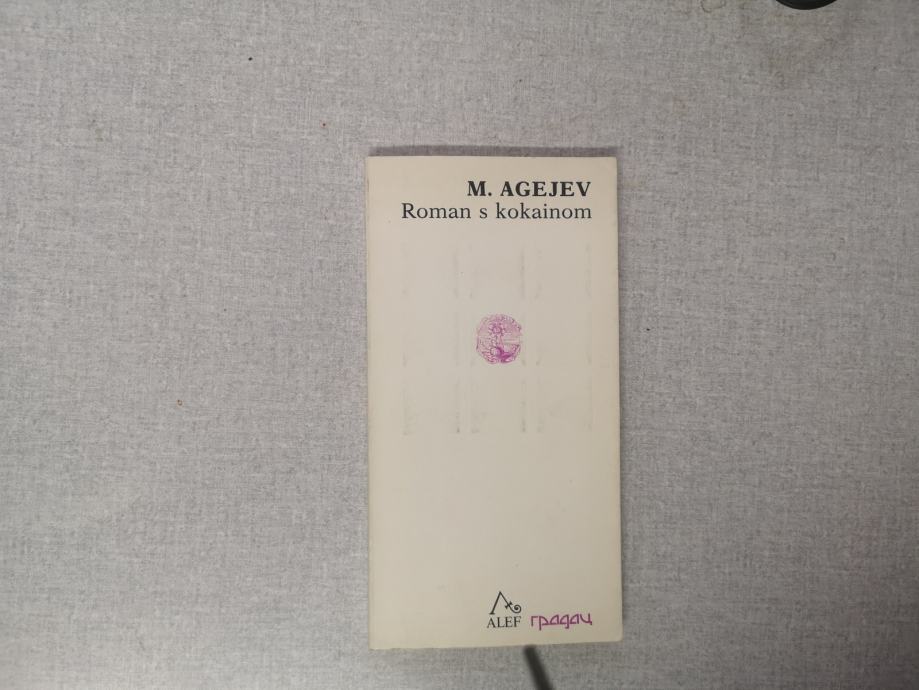 M. AGEJEV
Roman s kokainom
ALEF градац